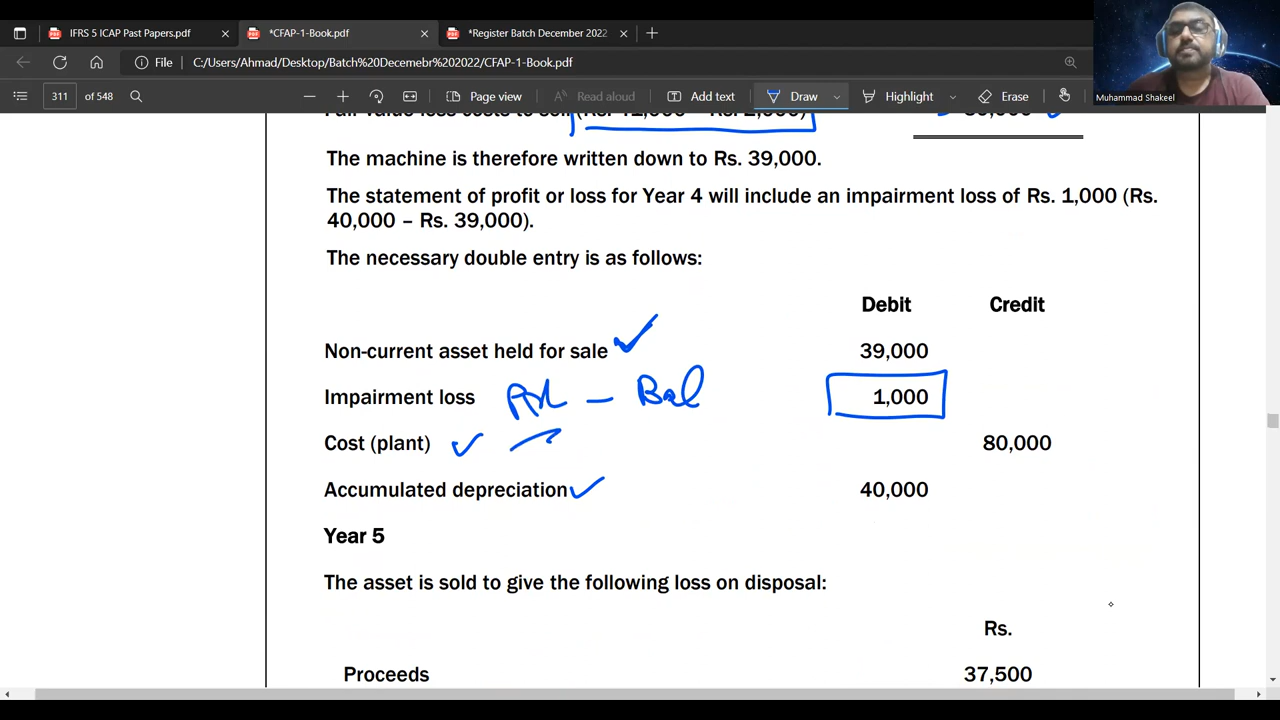 IFRS 5 ICAP Past Papers.pdf
*CFAP-1-Book.pdf
*Register Batch December 2022
File C:/Users/Ahmad/Desktop/Batch%20Decemebr%202022/CFAP-1-Book.pdf
311 of 548
Page view
Read aloud
Add text
Draw
Highlight
Erase
Muhammad Shakeel
The machine is therefore written down to Rs. 39,000.
The statement of profit or loss for Year 4 will include an impairment loss of Rs. 1,000 (Rs.
40,000 – Rs. 39,000).
The necessary double entry is as follows:
Debit Credit
Non-current asset held for sale 39,000
Impairment loss – Bal 1,000
Cost (plant) 80,000
Accumulated depreciation 40,000
Year 5
The asset is sold to give the following loss on disposal:
Rs.
Proceeds 37,500